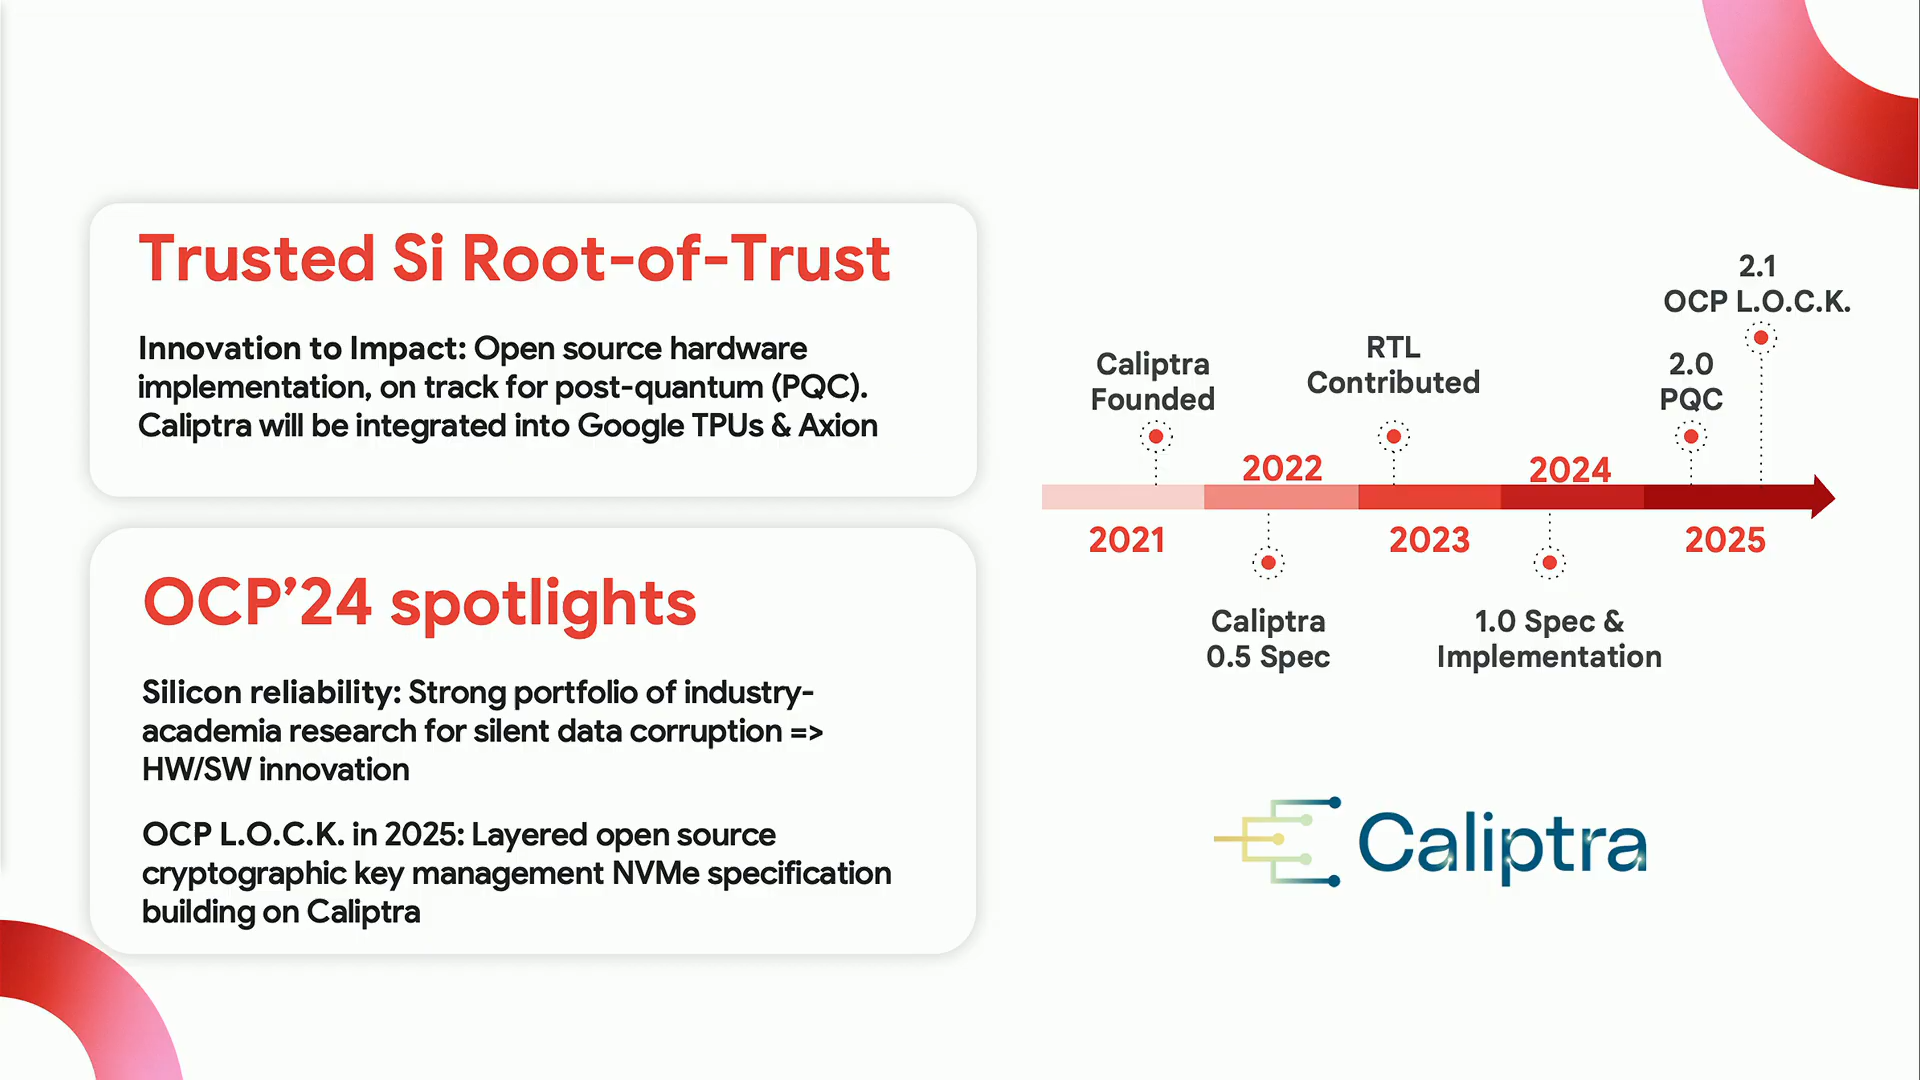 Trusted Si Root-of-Trust
Innovation to Impact: Open source hardware
implementation, on track for post-quantum (PQC).
Caliptra will be integrated into Google TPUs & Axion
OCP’24 spotlights
Silicon reliability: Strong portfolio of industry-
academia research for silent data corruption =>
HW/SW innovation
OCP L.O.C.K. in 2025: Layered open source
cryptographic key management NVMe specification
building on Caliptra
2.1
OCP L.O.C.K.
RTL
Contributed
Caliptra
Founded
2.0
PQC
2022
2024
2021
2023
2025
Caliptra
0.5 Spec
1.0 Spec &
Implementation
Caliptra